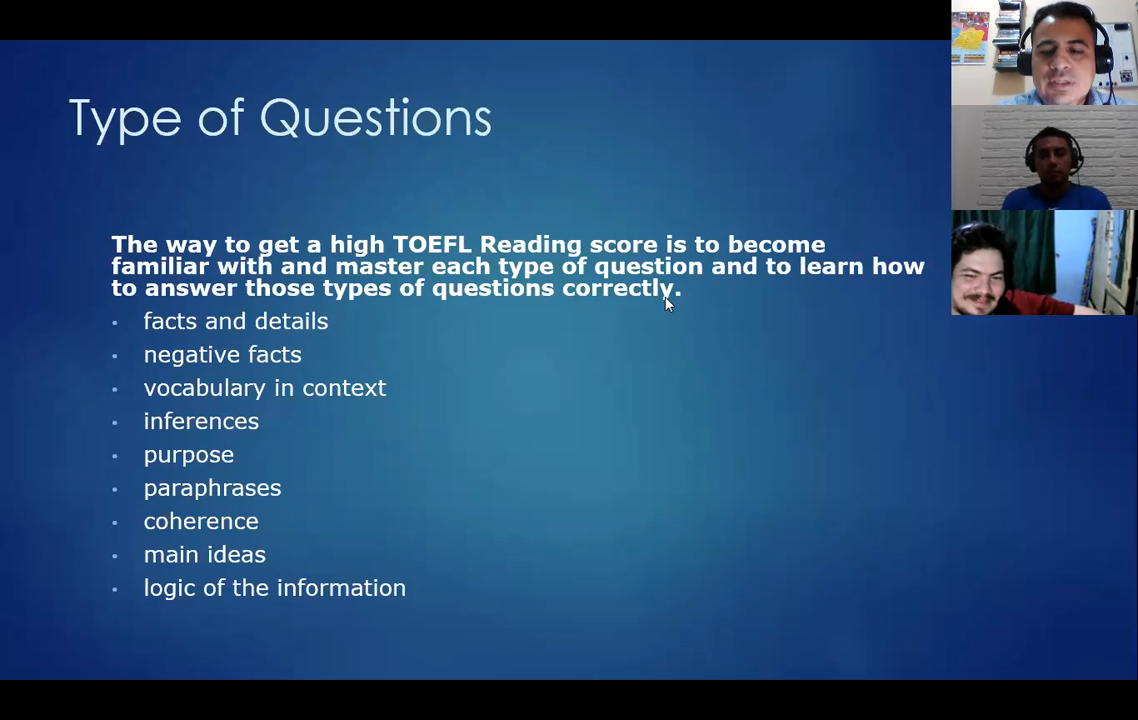 Type of Questions
The way to get a high TOEFL Reading score is to become
familiar with and master each type of question and to learn how
to answer those types of questions correctly.
• facts and details
• negative facts
• vocabulary in context
• inferences
• purpose
• paraphrases
• coherence
• main ideas
• logic of the information